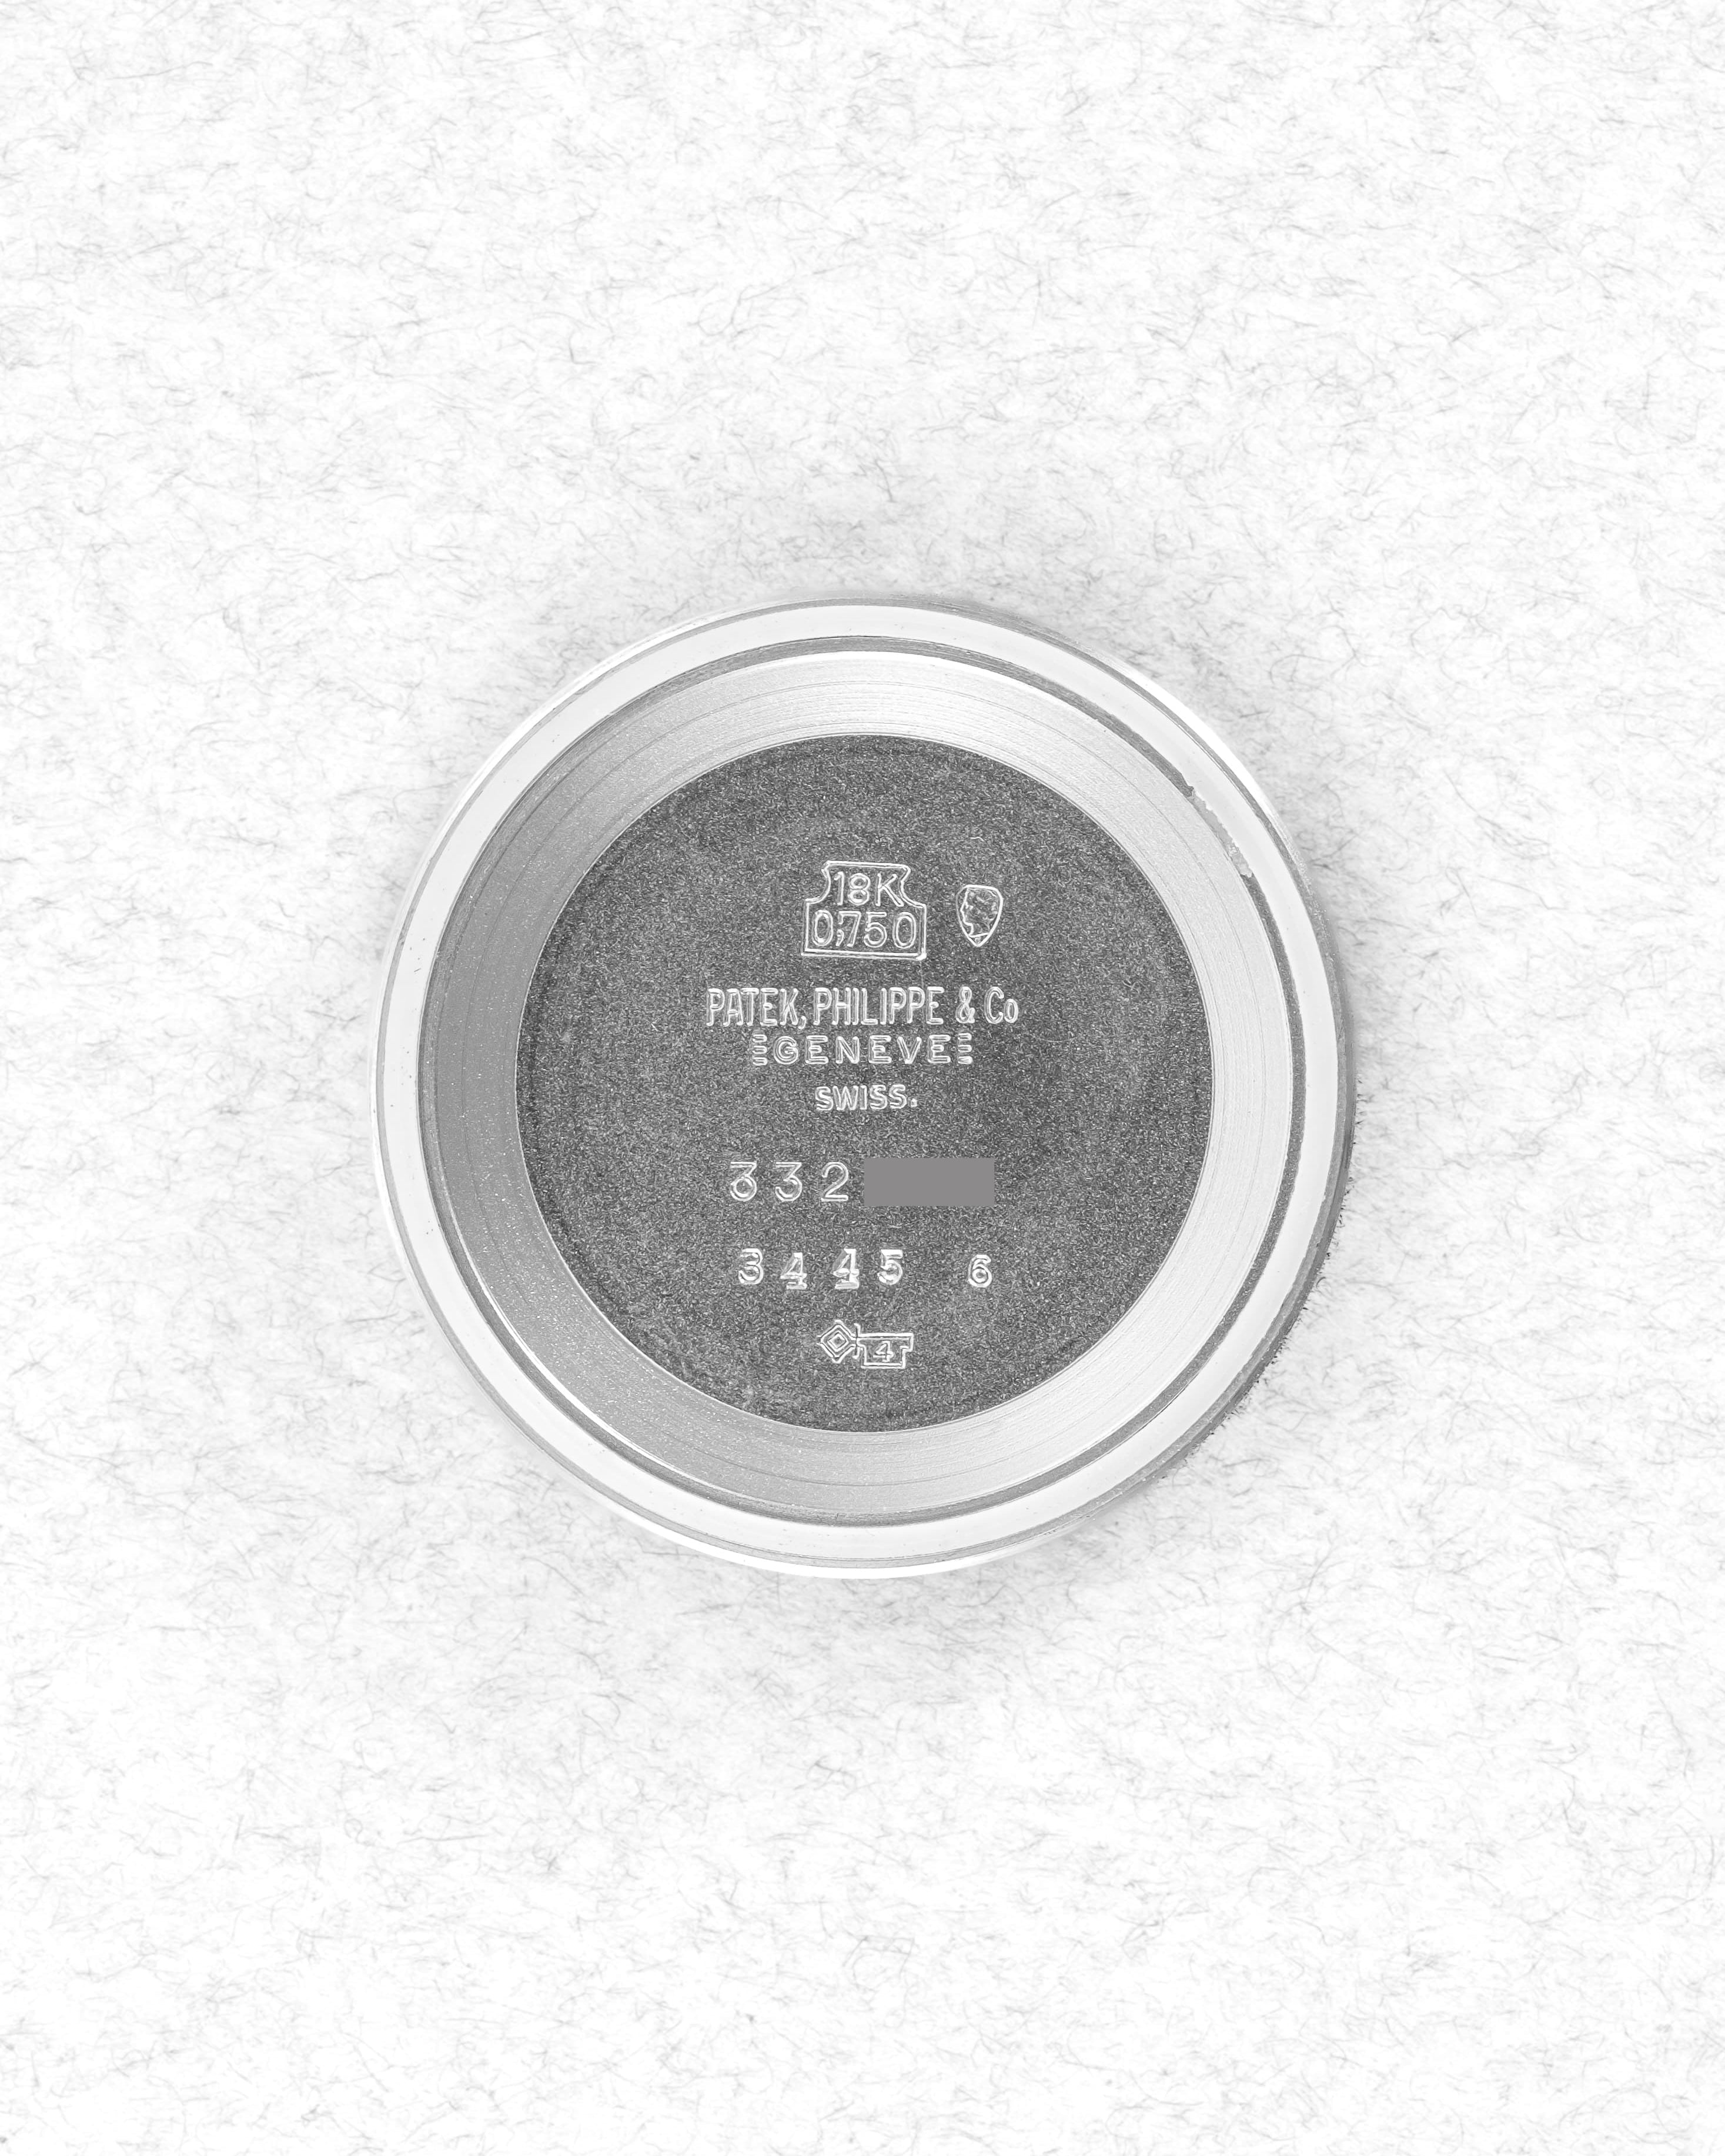 18K
0,750
PATEK, PHILIPPE & Co
GENEVE
SWISS.
332
3445 6
4